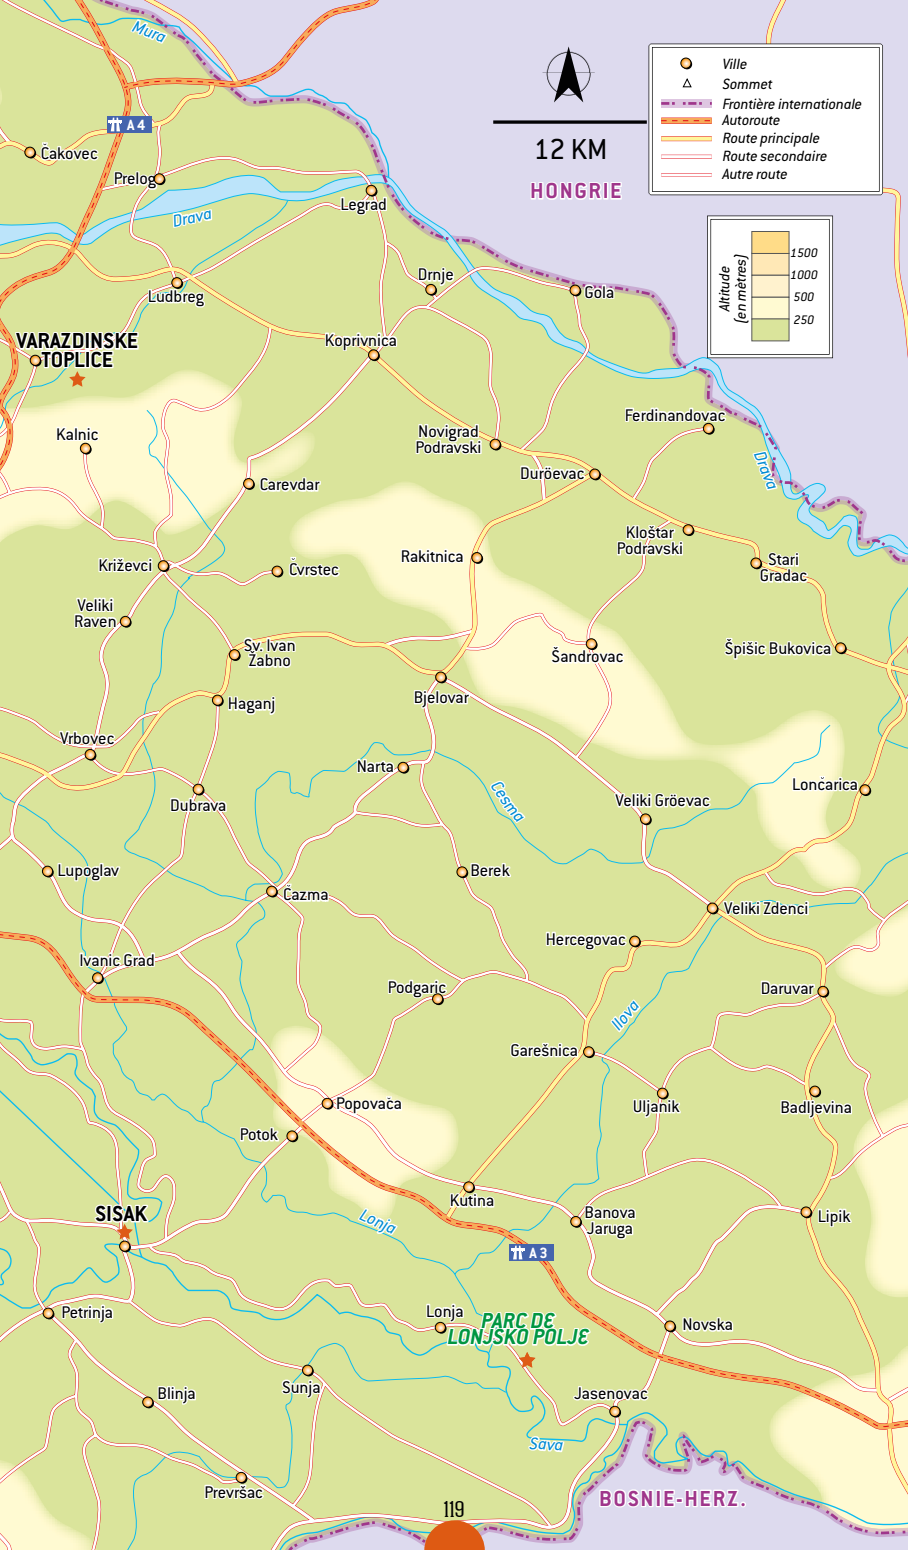 Mura
Ville
Sommet
Frontière internationale
Autoroute
Route principale
Route secondaire
Autre route
12 KM
HONGRIE
A4
Čakovec
Prelog
Legrad
Drava
Altitude
(en mètres)
1500
1000
500
250
Drnje
Gola
Ludbreg
VARAZDINSKE
TOPLICE
Koprivnica
Ferdinandovac
Kalnic
Novigrad
Podravski
Duröevac
Drava
Carevdar
Kloštar
Podravski
Rakitnica
Stari
Gradac
Križevci
Čvrstec
Veliki
Raven
Sv. Ivan
Žabno
Šandrovac
Špišic Bukovica
Bjelovar
Haganj
Vrbovec
Narta
Cesma
Lončarica
Dubrava
Veliki Gröevac
Lupoglav
Berek
Čazma
Veliki Zdenci
Hercegovac
Ivanic Grad
Podgaric
Daruvar
Ilova
Garešnica
Popovača
Uljanik
Badljevina
Potok
Kutina
SISAK
Lonja
Banova
Jaruga
Lipik
A3
Petrinja
Lonja
PARC DE
LONJSKO POLJE
Novska
Sunja
Blinja
Jasenovac
Sava
Prevršac
BOSNIE-HERZ.
119